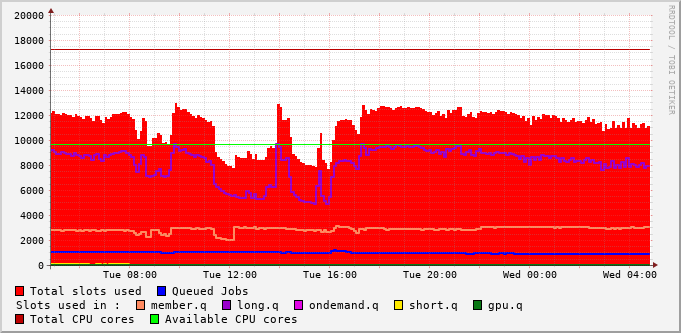 20000
18000
16000
14000
12000
10000
8000
6000
4000
2000
0
Tue 08:00 Tue 12:00 Tue 16:00 Tue 20:00 Wed 00:00 Wed 04:00
RRDTOOL / TOBI OETIKER
Total slots used Queued Jobs
Slots used in : member.q long.q ondemand.q short.q gpu.q
Total CPU cores Available CPU cores